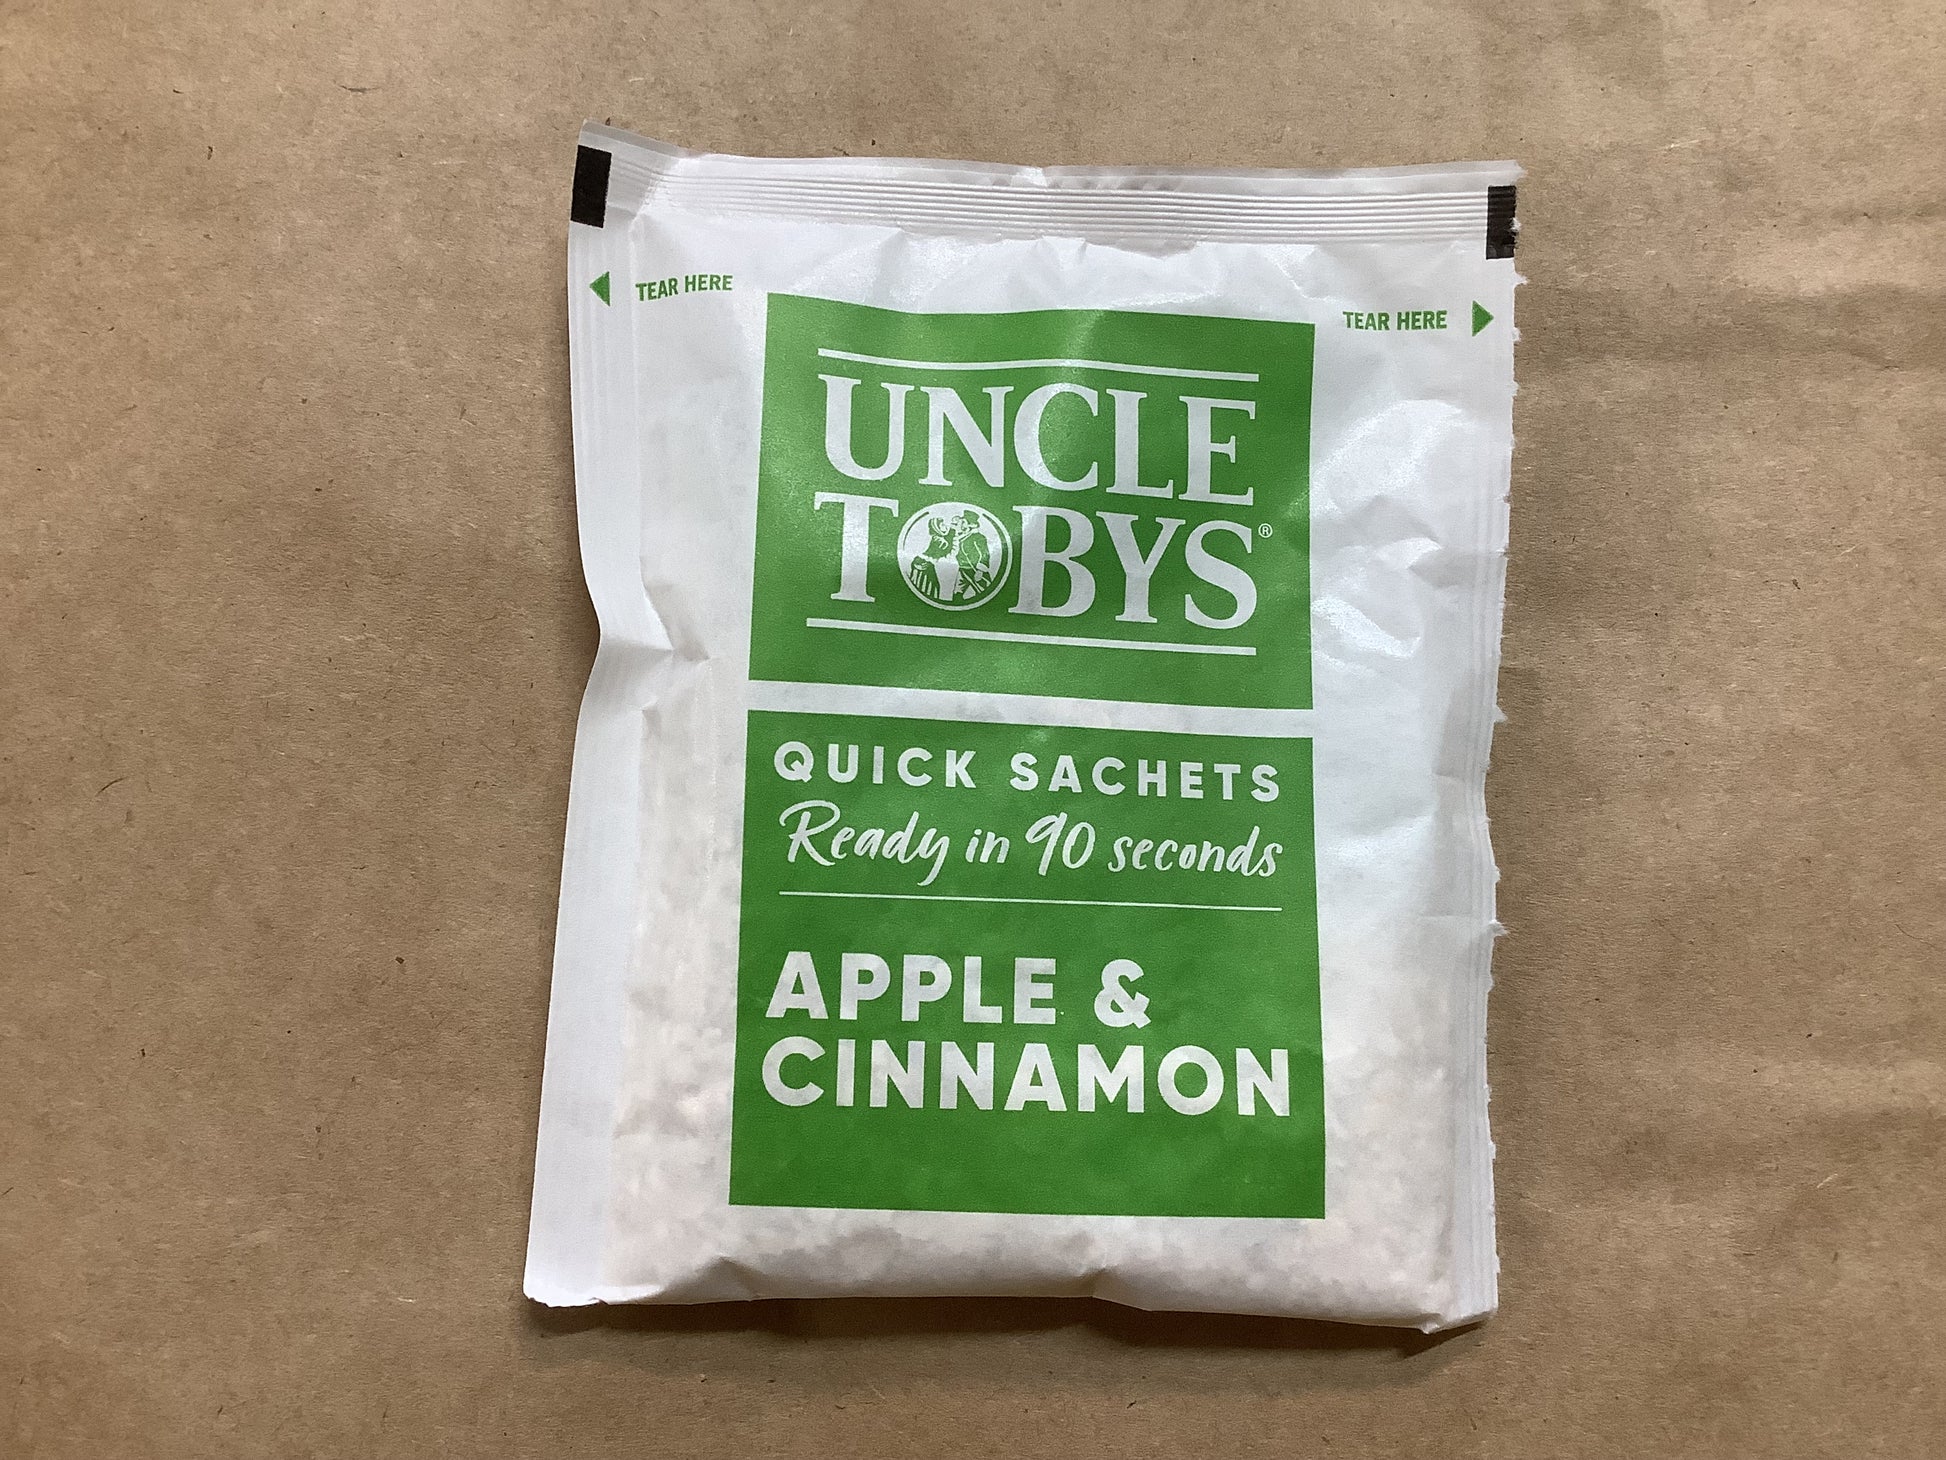 TEAR HERE
TEAR HERE
UNCLE
TOBYS®
QUICK SACHETS
Ready in 90 seconds
APPLE &
CINNAMON